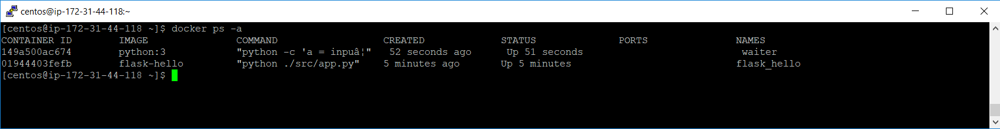 centos@ip-172-31-44-118:~
[centos@ip-172-31-44-118 ~]$ docker ps -a
CONTAINER ID        IMAGE               COMMAND                  CREATED             STATUS              PORTS               NAMES
149a500ac674        python:3            "python -c 'a = inpuâ¦"   52 seconds ago      Up 51 seconds                           waiter
01944403fefb        flask-hello         "python ./src/app.py"    5 minutes ago       Up 5 minutes                            flask_hello
[centos@ip-172-31-44-118 ~]$